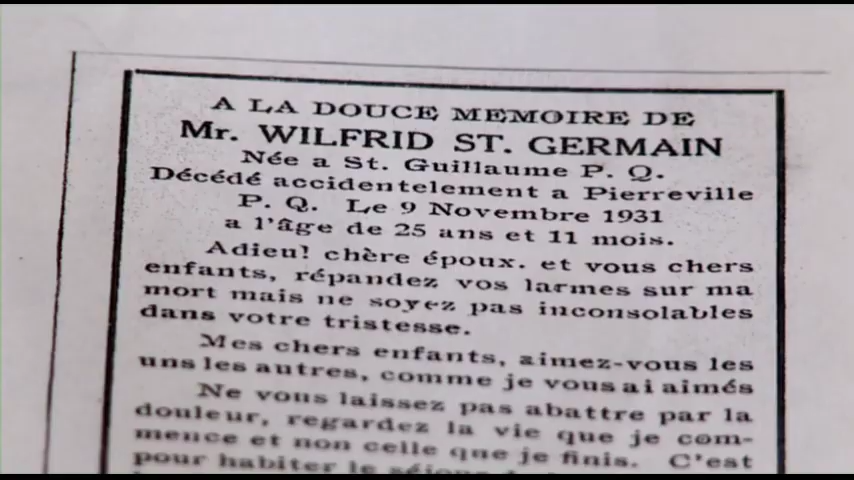 A LA DOUCE MEMOIRE DE
Mr. WILFRID ST. GERMAIN
Née a St. Guillaume P. Q.
Décédé accidentelement a Pierreville
P. Q. Le 9 Novembre 1931
a l'âge de 25 ans et 11 mois.
Adieu! chère époux. et vous chers
enfants, répandez vos larmes sur ma
mort mais ne soyez pas inconsolables
dans votre tristesse.
Mes chers enfants, aimez-vous les
uns les autres, comme je vous ai aimés
Ne vous laissez pas abattre par la
douleur, regardez la vie que je com-
mence et non celle que je finis. C'est
pour habiter le séjour